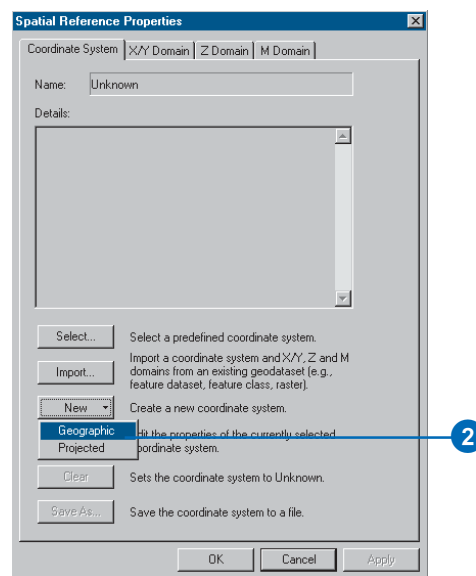 Spatial Reference Properties
Coordinate System X/Y Domain Z Domain M Domain
Name: Unknown
Details:
Select... Select a predefined coordinate system.
Import... Import a coordinate system and X/Y, Z and M
domains from an existing geodataset (e.g.,
feature dataset, feature class, raster).
New Create a new coordinate system.
Geographic dit the properties of the currently selected
Projected oordinate system.
2
Clear Sets the coordinate system to Unknown.
Save As... Save the coordinate system to a file.
OK Cancel Apply